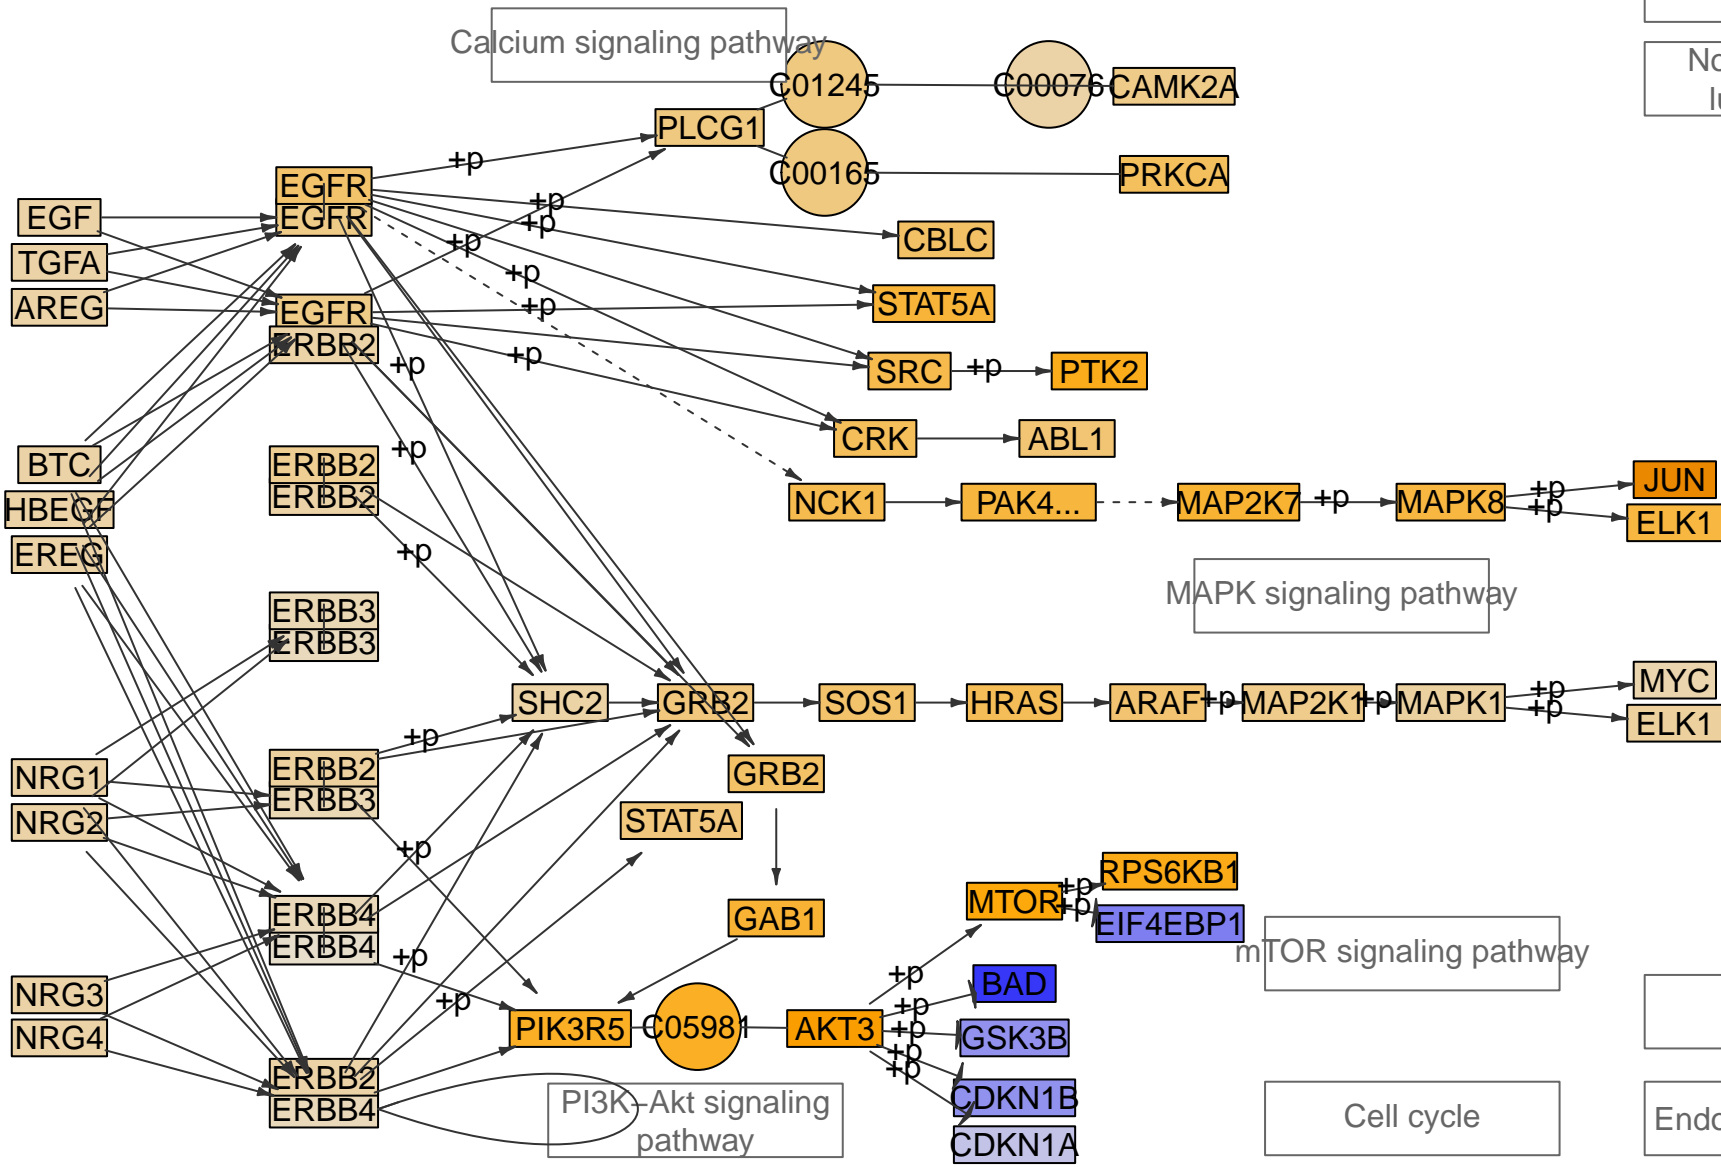 Calcium signaling pathway
C01245
C00076
CAMK2A
PLCG1
C00165
PRKCA
+p
EGFR
EGFR
EGF
TGFA
AREG
+p
+p
+p
+p
+p
+p
CBLC
STAT5A
EGFR
ERBB2
+p
SRC
+p
PTK2
CRK
ABL1
BTC
HBEGF
EREG
ERBB2
ERBB2
+p
+p
NCK1
PAK4...
MAP2K7
+p
MAPK8
+p
+p
JUN
ELK1
MAPK signaling pathway
ERBB3
ERBB3
SHC2
GRB2
SOS1
HRAS
ARAF
+p
MAP2K1
+p
MAPK1
+p
+p
MYC
ELK1
NRG1
NRG2
ERBB2
ERBB3
+p
+p
GRB2
STAT5A
GAB1
ERBB4
ERBB4
+p
+p
MTOR
+p
+p
RPS6KB1
EIF4EBP1
mTOR signaling pathway
NRG3
NRG4
PIK3R5
C05981
AKT3
+p
+p
+p
+p
+p
BAD
GSK3B
CDKN1B
CDKN1A
ERBB2
ERBB4
PI3K–Akt signaling
pathway
Cell cycle
Endo
No
lu